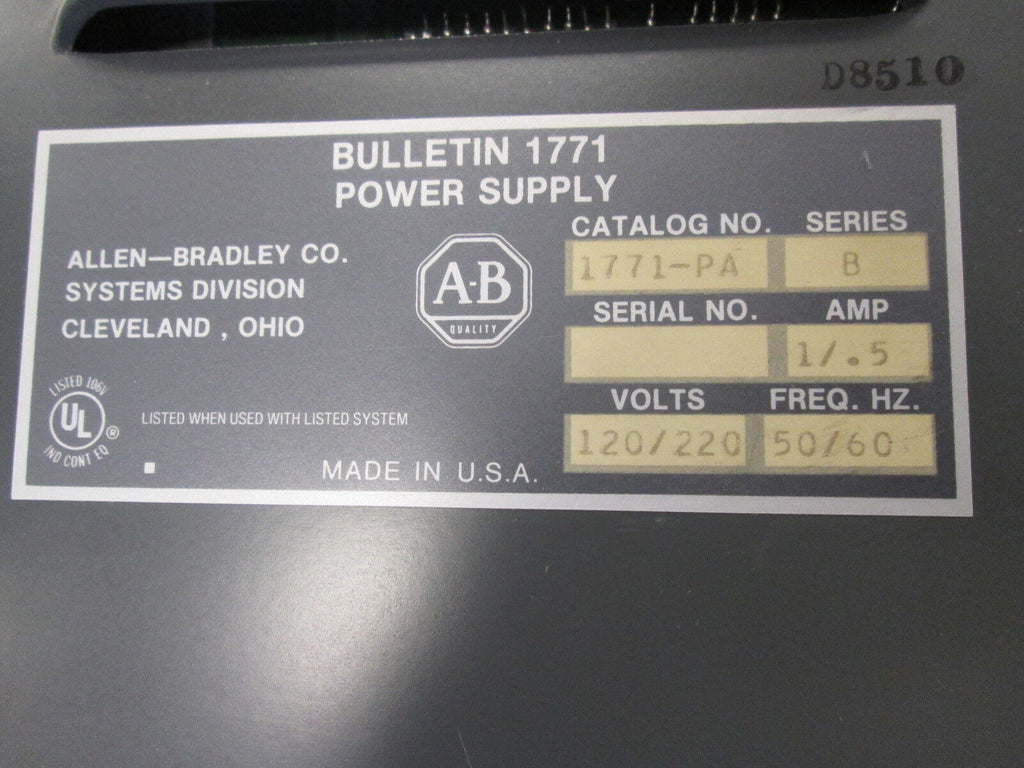 D8510
BULLETIN 1771
POWER SUPPLY
ALLEN—BRADLEY CO.
SYSTEMS DIVISION
CLEVELAND , OHIO
A-B
QUALITY
CATALOG NO. SERIES
1771-PA B
SERIAL NO. AMP
1/.5
VOLTS FREQ. HZ.
120/220 50/60
LISTED
UL ®
IND CONT EQ
LISTED WHEN USED WITH LISTED SYSTEM
MADE IN U.S.A.